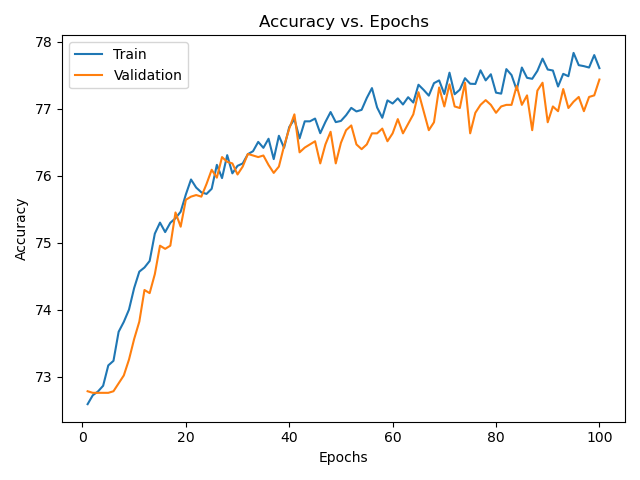 Accuracy vs. Epochs
Train
Validation
78
77
76
75
74
73
Accuracy
0 20 40 60 80 100
Epochs